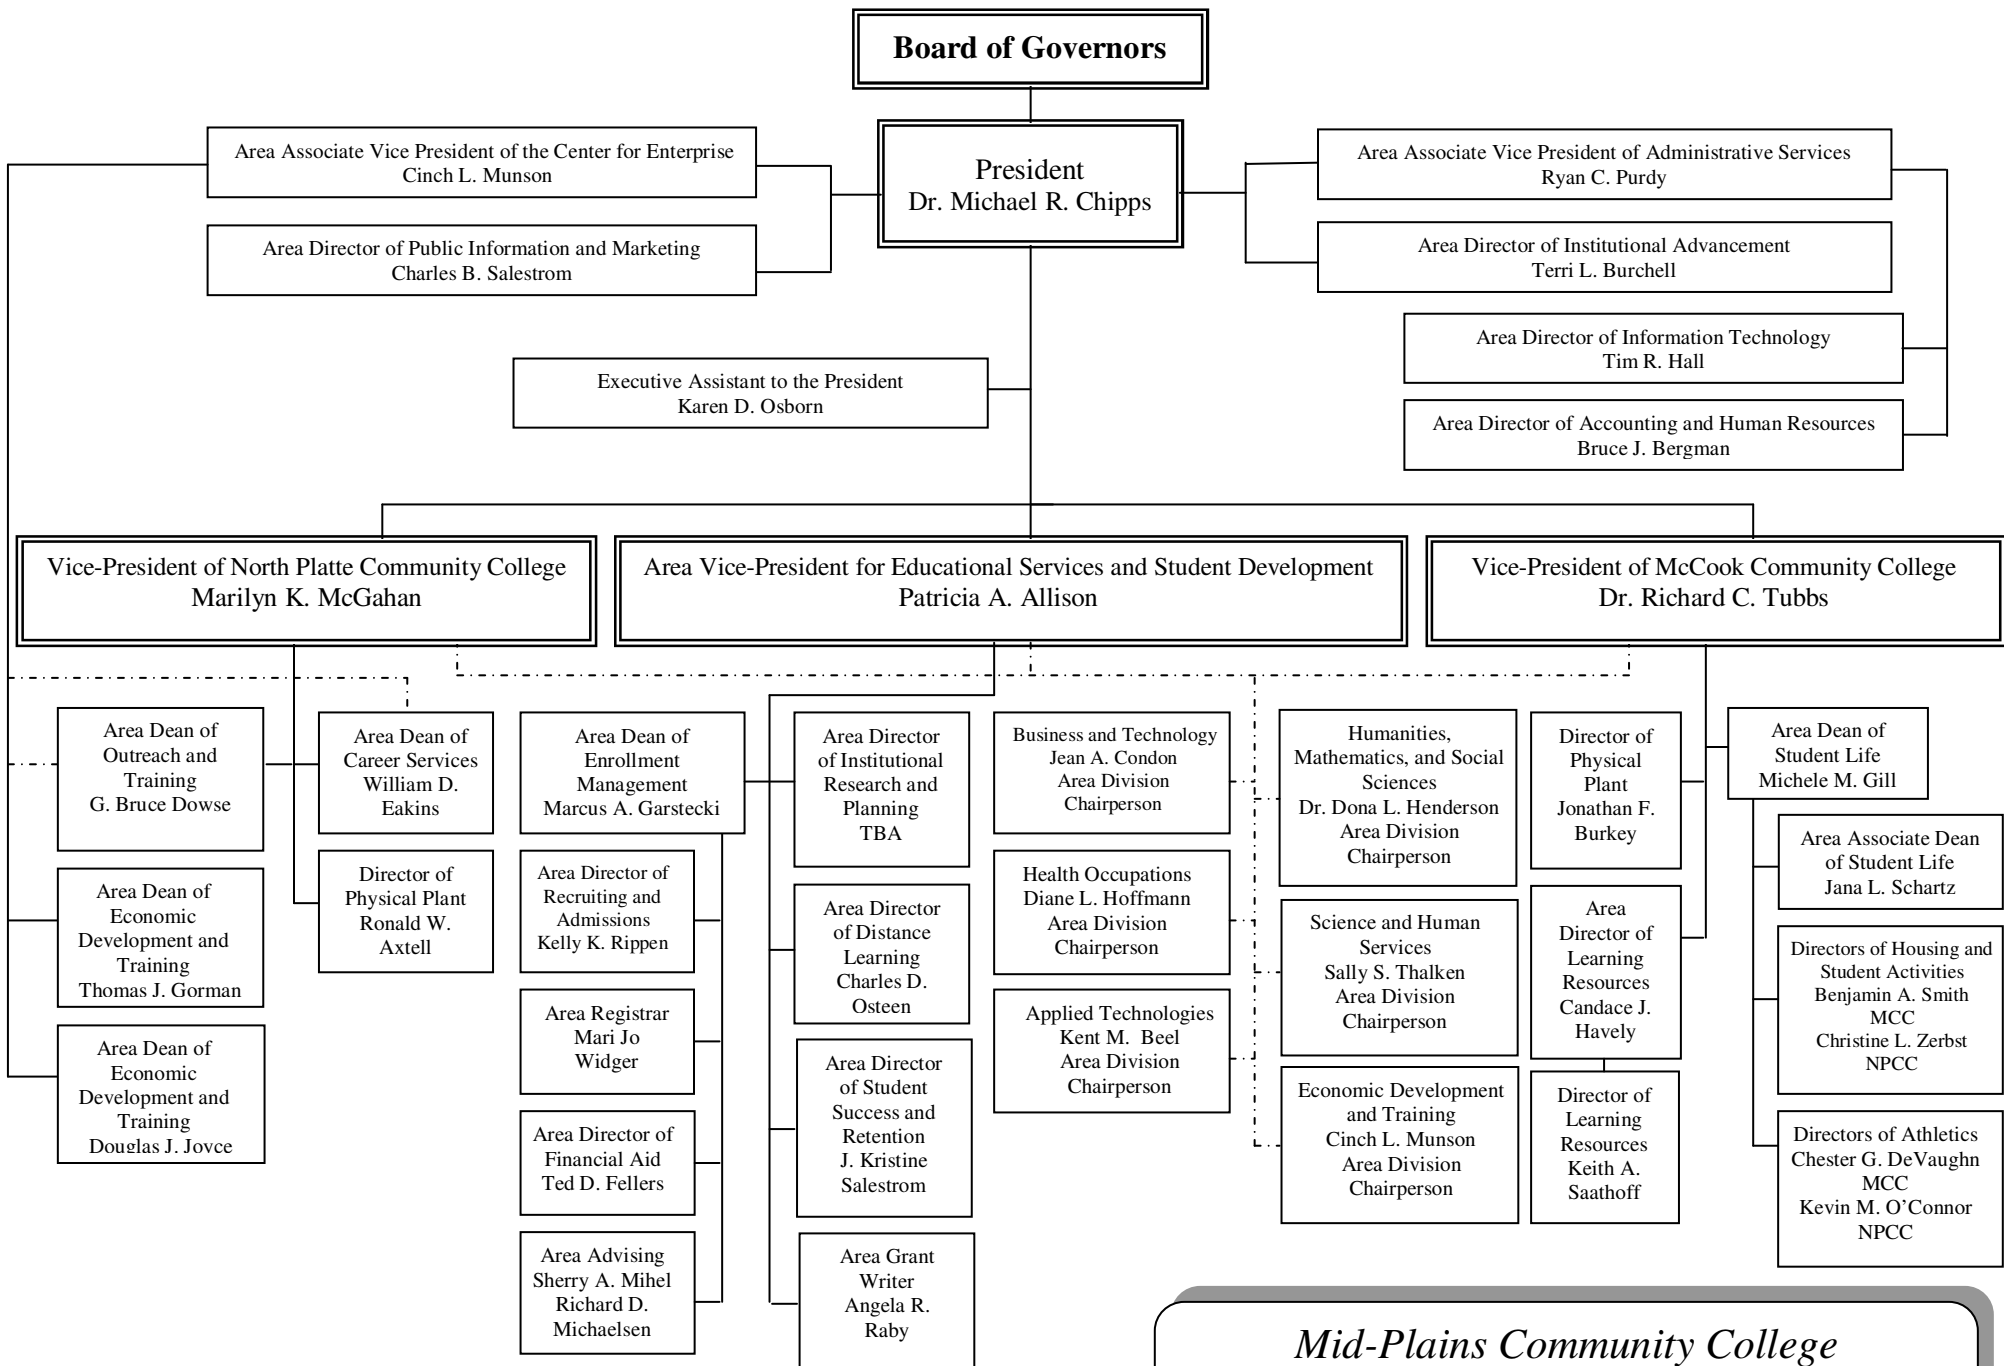 Board of Governors
President
Dr. Michael R. Chipps
Area Associate Vice President of the Center for Enterprise
Cinch L. Munson
Area Director of Public Information and Marketing
Charles B. Salestrom
Area Associate Vice President of Administrative Services
Ryan C. Purdy
Area Director of Institutional Advancement
Terri L. Burchell
Area Director of Information Technology
Tim R. Hall
Area Director of Accounting and Human Resources
Bruce J. Bergman
Executive Assistant to the President
Karen D. Osborn
Vice-President of North Platte Community College
Marilyn K. McGahan
Area Vice-President for Educational Services and Student Development
Patricia A. Allison
Vice-President of McCook Community College
Dr. Richard C. Tubbs
Area Dean of
Outreach and
Training
G. Bruce Dowse
Area Dean of
Economic
Development and
Training
Thomas J. Gorman
Area Dean of
Economic
Development and
Training
Douglas J. Joyce
Area Dean of
Career Services
William D.
Eakins
Director of
Physical Plant
Ronald W.
Axtell
Area Dean of
Enrollment
Management
Marcus A. Garstecki
Area Director of
Recruiting and
Admissions
Kelly K. Rippen
Area Registrar
Mari Jo
Widger
Area Director of
Financial Aid
Ted D. Fellers
Area Advising
Sherry A. Mihel
Richard D.
Michaelsen
Area Director
of Institutional
Research and
Planning
TBA
Area Director
of Distance
Learning
Charles D.
Osteen
Area Director
of Student
Success and
Retention
J. Kristine
Salestrom
Area Grant
Writer
Angela R.
Raby
Business and Technology
Jean A. Condon
Area Division
Chairperson
Health Occupations
Diane L. Hoffmann
Area Division
Chairperson
Applied Technologies
Kent M. Beel
Area Division
Chairperson
Humanities,
Mathematics, and Social
Sciences
Dr. Dona L. Henderson
Area Division
Chairperson
Science and Human
Services
Sally S. Thalken
Area Division
Chairperson
Economic Development
and Training
Cinch L. Munson
Area Division
Chairperson
Director of
Physical
Plant
Jonathan F.
Burkey
Area
Director of
Learning
Resources
Candace J.
Havely
Director of
Learning
Resources
Keith A.
Saathoff
Area Dean of
Student Life
Michele M. Gill
Area Associate Dean
of Student Life
Jana L. Schartz
Directors of Housing and
Student Activities
Benjamin A. Smith
MCC
Christine L. Zerbst
NPCC
Directors of Athletics
Chester G. DeVaughn
MCC
Kevin M. O’Connor
NPCC
Mid-Plains Community College